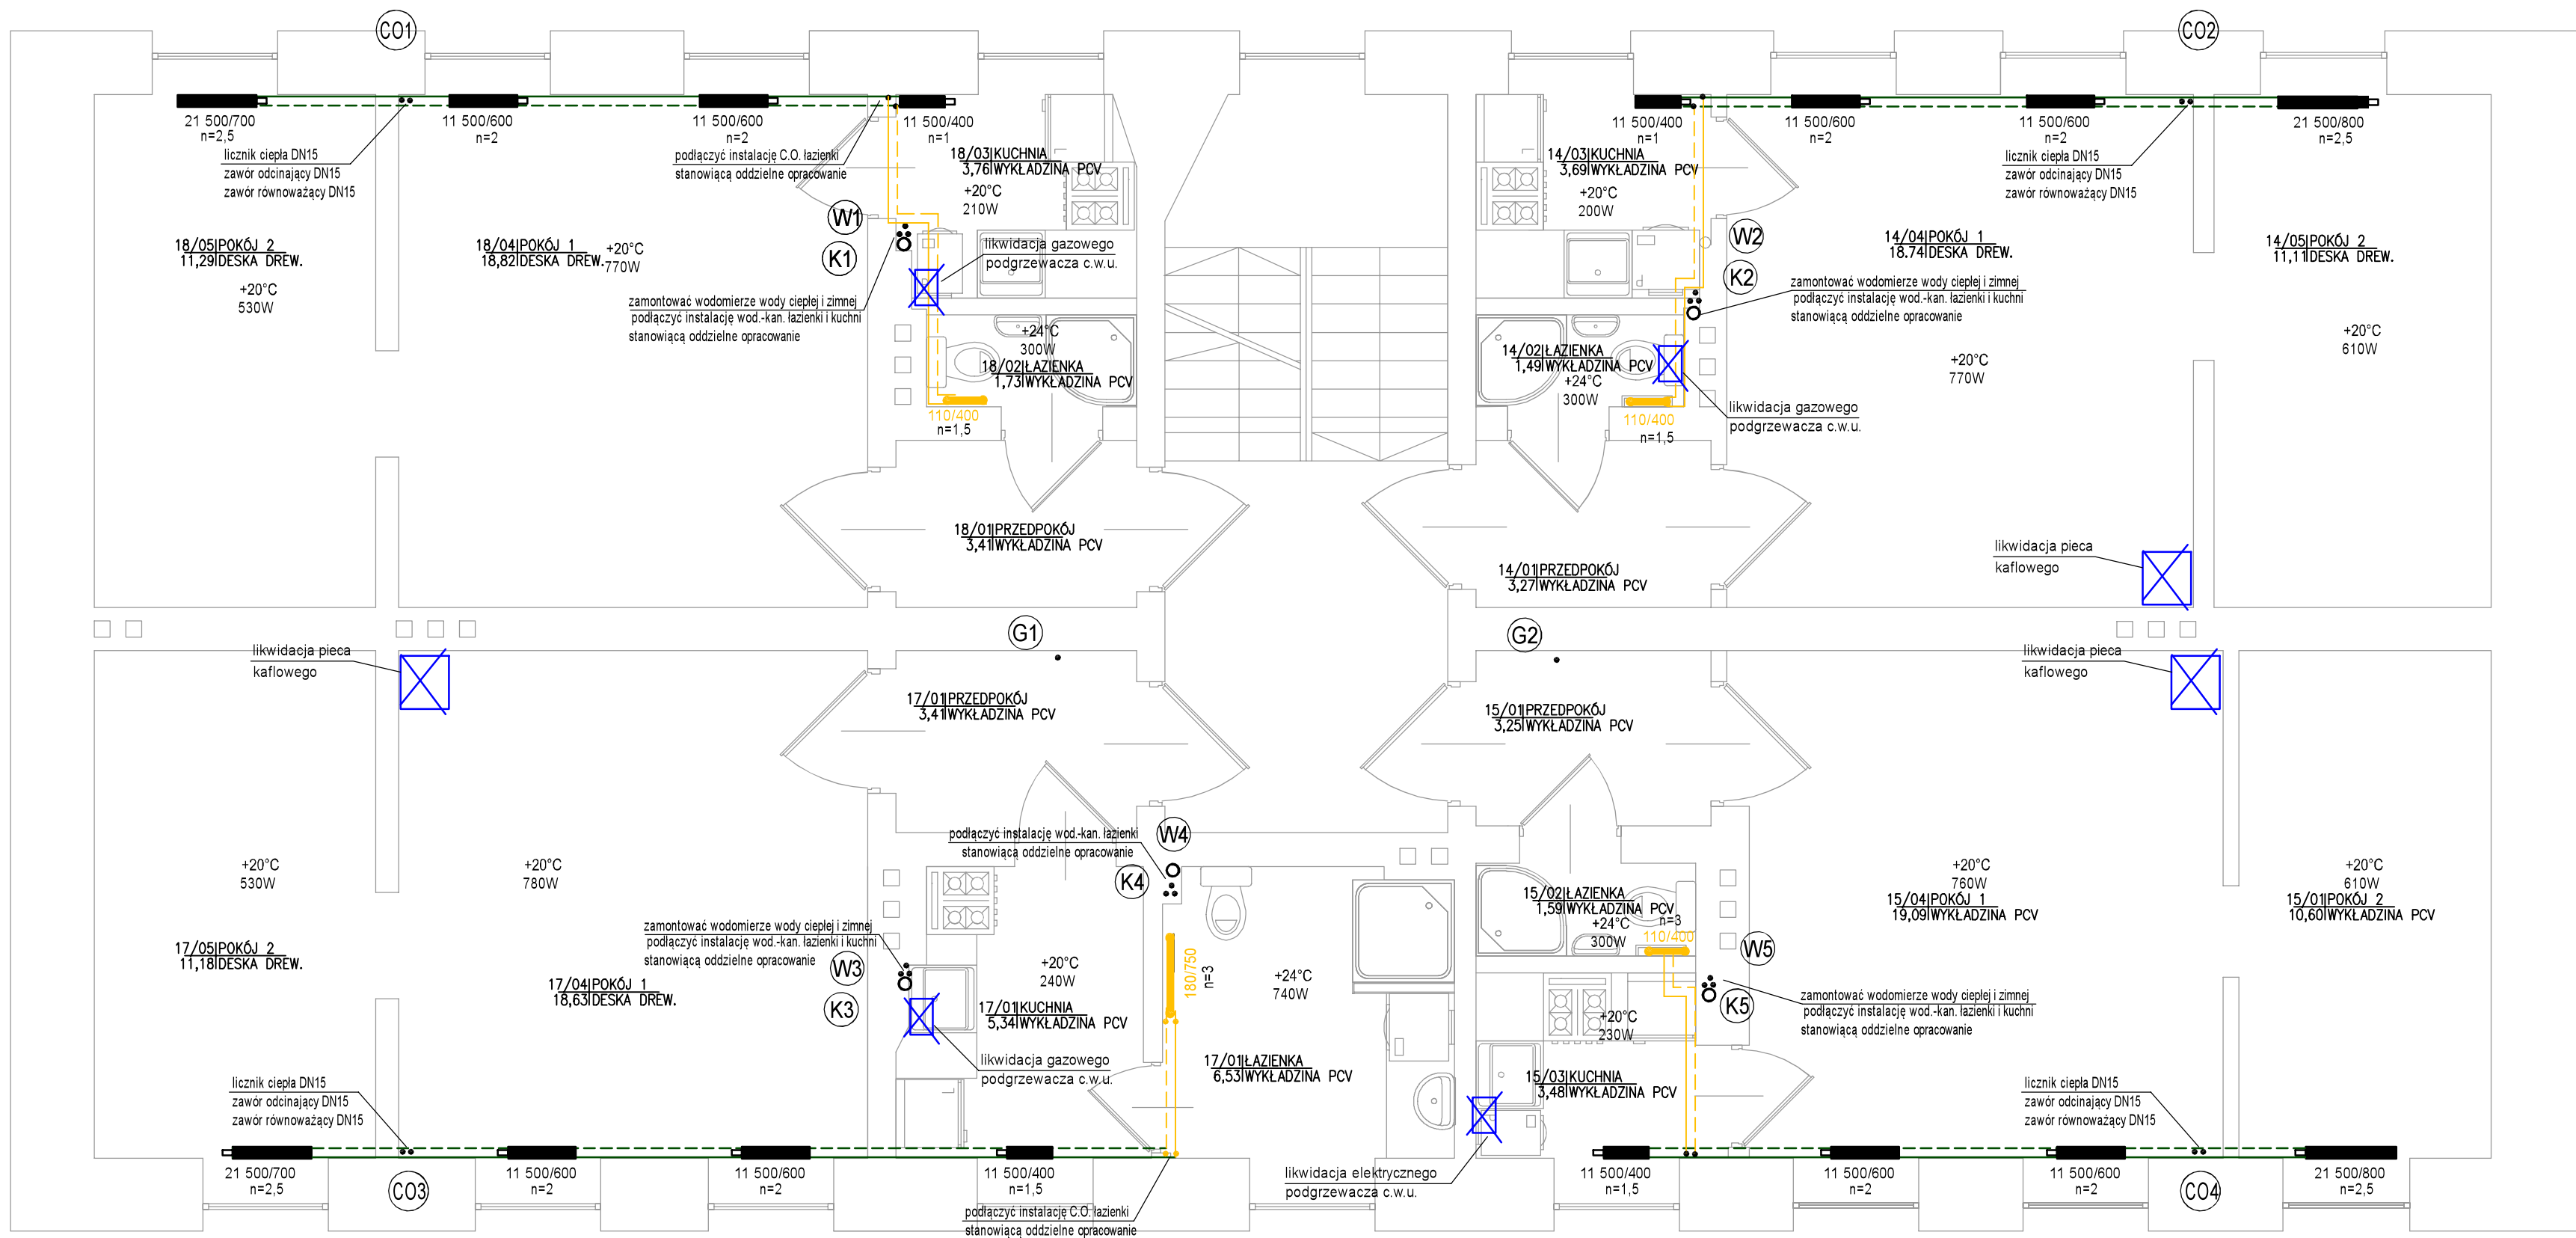 CO1
CO2
21 500/700
n=2,5
11 500/600
n=2
11 500/600
n=2
11 500/400
n=1
11 500/400
n=1
11 500/600
n=2
11 500/600
n=2
21 500/800
n=2,5
licznik ciepła DN15
zawór odcinający DN15
zawór równoważący DN15
podłączyć instalację C.O. łazienki
stanowiącą oddzielne opracowanie
18/03 KUCHNIA
3,76 WYKŁADZINA PCV
+20°C
210W
14/03 KUCHNIA
3,69 WYKŁADZINA PCV
+20°C
200W
licznik ciepła DN15
zawór odcinający DN15
zawór równoważący DN15
W1
K1
W2
K2
18/05 POKÓJ 2
11,29 DESKA DREW.
+20°C
530W
18/04 POKÓJ 1
18,82 DESKA DREW.
+20°C
770W
likwidacja gazowego
podgrzewacza c.w.u.
14/04 POKÓJ 1
18.74 DESKA DREW.
14/05 POKÓJ 2
11,11 DESKA DREW.
zamontować wodomierze wody ciepłej i zimnej
podłączyć instalację wod.-kan. łazienki i kuchni
stanowiącą oddzielne opracowanie
zamontować wodomierze wody ciepłej i zimnej
podłączyć instalację wod.-kan. łazienki i kuchni
stanowiącą oddzielne opracowanie
+24°C
300W
18/02 ŁAZIENKA
1,73 WYKŁADZINA PCV
110/400
n=1,5
14/02 ŁAZIENKA
1,49 WYKŁADZINA PCV
+24°C
300W
110/400
n=1,5
+20°C
770W
+20°C
610W
likwidacja gazowego
podgrzewacza c.w.u.
18/01 PRZEDPOKÓJ
3,41 WYKŁADZINA PCV
14/01 PRZEDPOKÓJ
3,27 WYKŁADZINA PCV
likwidacja pieca
kaflowego
G1
G2
likwidacja pieca
kaflowego
likwidacja pieca
kaflowego
17/01 PRZEDPOKÓJ
3,41 WYKŁADZINA PCV
15/01 PRZEDPOKÓJ
3,25 WYKŁADZINA PCV
podłączyć instalację wod.-kan. łazienki
stanowiącą oddzielne opracowanie
W4
K4
+20°C
530W
+20°C
780W
15/02 ŁAZIENKA
1,59 WYKŁADZINA PCV
+24°C
300W
n=3
110/400
+20°C
760W
15/04 POKÓJ 1
19,09 WYKŁADZINA PCV
+20°C
610W
15/01 POKÓJ 2
10,60 WYKŁADZINA PCV
17/05 POKÓJ 2
11,18 DESKA DREW.
17/04 POKÓJ 1
18,63 DESKA DREW.
zamontować wodomierze wody ciepłej i zimnej
podłączyć instalację wod.-kan. łazienki i kuchni
stanowiącą oddzielne opracowanie
W3
K3
+20°C
240W
17/01 KUCHNIA
5,34 WYKŁADZINA PCV
likwidacja gazowego
podgrzewacza c.w.u.
180/750
n=3
+24°C
740W
17/01 ŁAZIENKA
6,53 WYKŁADZINA PCV
W5
K5
zamontować wodomierze wody ciepłej i zimnej
podłączyć instalację wod.-kan. łazienki i kuchni
stanowiącą oddzielne opracowanie
+20°C
230W
15/03 KUCHNIA
3,48 WYKŁADZINA PCV
licznik ciepła DN15
zawór odcinający DN15
zawór równoważący DN15
licznik ciepła DN15
zawór odcinający DN15
zawór równoważący DN15
21 500/700
n=2,5
11 500/600
n=2
11 500/600
n=2
11 500/400
n=1,5
likwidacja elektrycznego
podgrzewacza c.w.u.
11 500/400
n=1,5
11 500/600
n=2
11 500/600
n=2
21 500/800
n=2,5
CO3
CO4
podłączyć instalację C.O. łazienki
stanowiącą oddzielne opracowanie